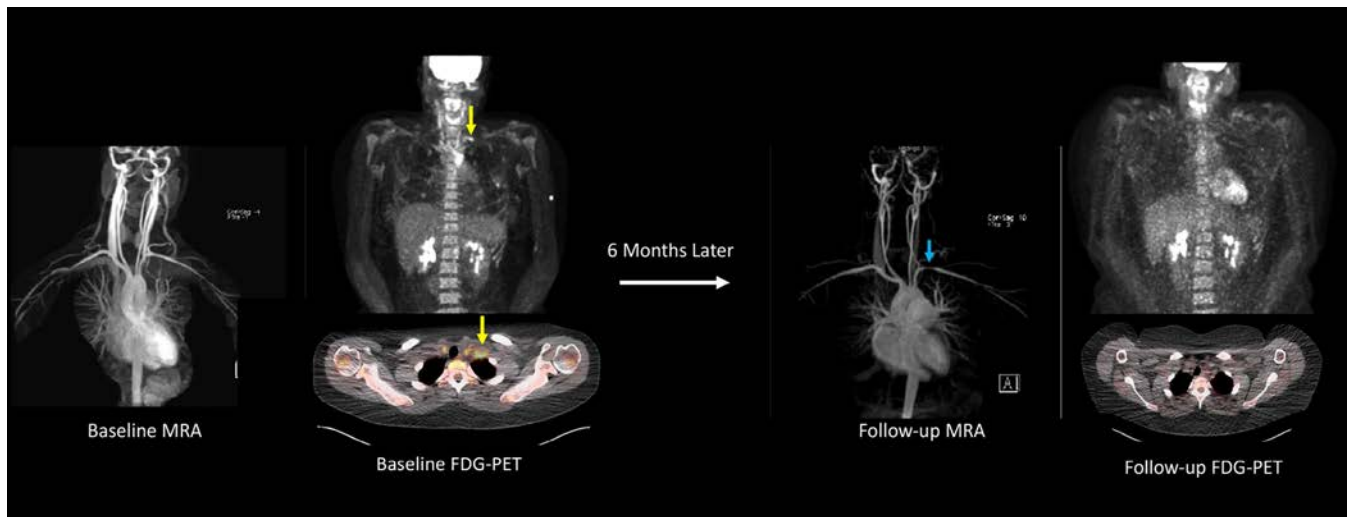 6 Months Later
Baseline MRA
Baseline FDG-PET
A
Follow-up MRA
Follow-up FDG-PET